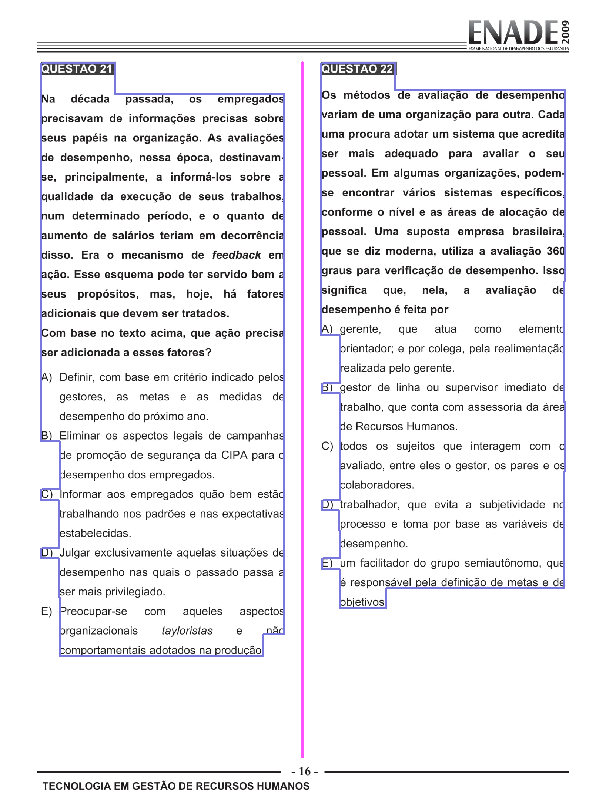 ENADE 2009
EXAME NACIONAL DE DESEMPENHO DOS ESTUDANTES
QUESTÃO 21
Na década passada, os empregados
precisavam de informações precisas sobre
seus papéis na organização. As avaliações
de desempenho, nessa época, destinavam-
se, principalmente, a informá-los sobre a
qualidade da execução de seus trabalhos,
num determinado período, e o quanto de
aumento de salários teriam em decorrência
disso. Era o mecanismo de feedback em
ação. Esse esquema pode ter servido bem a
seus propósitos, mas, hoje, há fatores
adicionais que devem ser tratados.
Com base no texto acima, que ação precisa
ser adicionada a esses fatores?
A) Definir, com base em critério indicado pelos
gestores, as metas e as medidas de
desempenho do próximo ano.
B) Eliminar os aspectos legais de campanhas
de promoção de segurança da CIPA para o
desempenho dos empregados.
C) Informar aos empregados quão bem estão
trabalhando nos padrões e nas expectativas
estabelecidas.
D) Julgar exclusivamente aquelas situações de
desempenho nas quais o passado passa a
ser mais privilegiado.
E) Preocupar-se com aqueles aspectos
organizacionais tayloristas e não
comportamentais adotados na produção.
QUESTÃO 22
Os métodos de avaliação de desempenho
variam de uma organização para outra. Cada
uma procura adotar um sistema que acredita
ser mais adequado para avaliar o seu
pessoal. Em algumas organizações, podem-
se encontrar vários sistemas específicos,
conforme o nível e as áreas de alocação de
pessoal. Uma suposta empresa brasileira,
que se diz moderna, utiliza a avaliação 360
graus para verificação de desempenho. Isso
significa que, nela, a avaliação de
desempenho é feita por
A) gerente, que atua como elemento
orientador; e por colega, pela realimentação
realizada pelo gerente.
B) gestor de linha ou supervisor imediato de
trabalho, que conta com assessoria da área
de Recursos Humanos.
C) todos os sujeitos que interagem com o
avaliado, entre eles o gestor, os pares e os
colaboradores.
D) trabalhador, que evita a subjetividade no
processo e toma por base as variáveis de
desempenho.
E) um facilitador do grupo semiautônomo, que
é responsável pela definição de metas e de
objetivos.
- 16 -
TECNOLOGIA EM GESTÃO DE RECURSOS HUMANOS